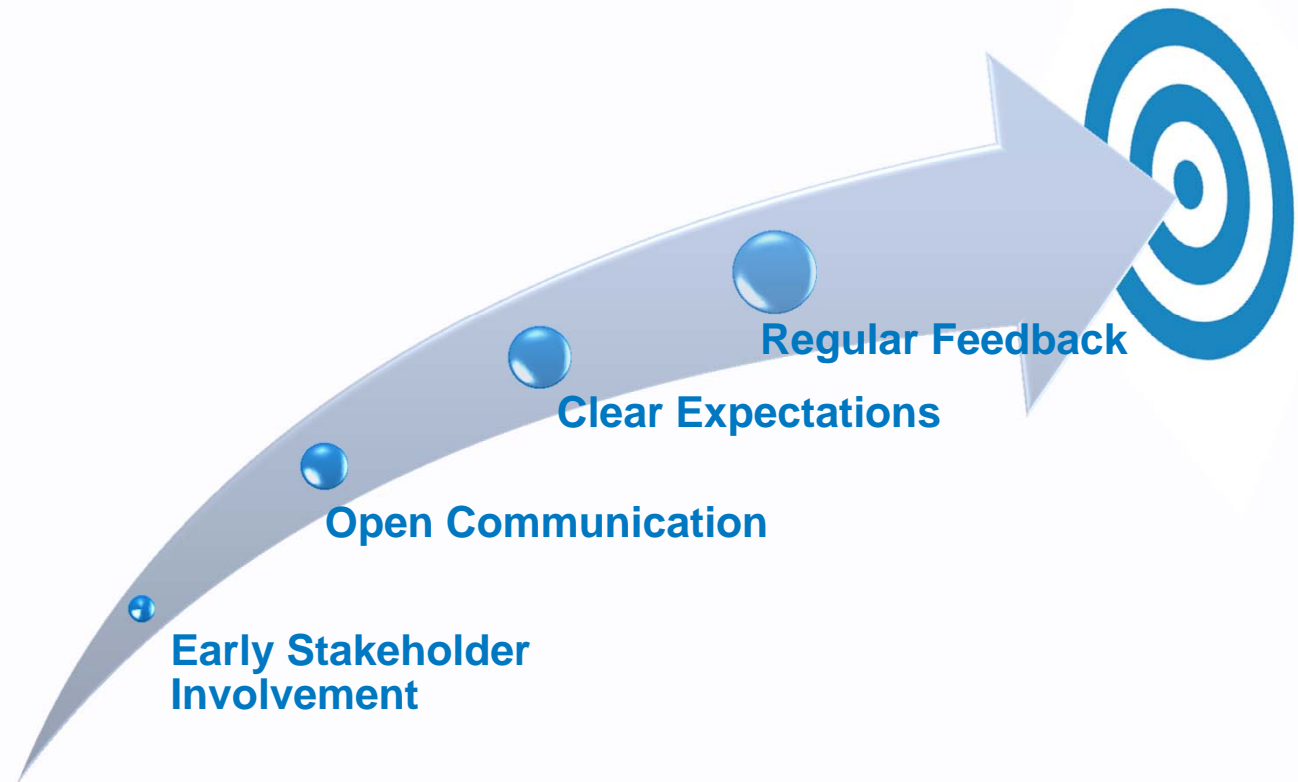 Regular Feedback
Clear Expectations
Open Communication
Early Stakeholder
Involvement